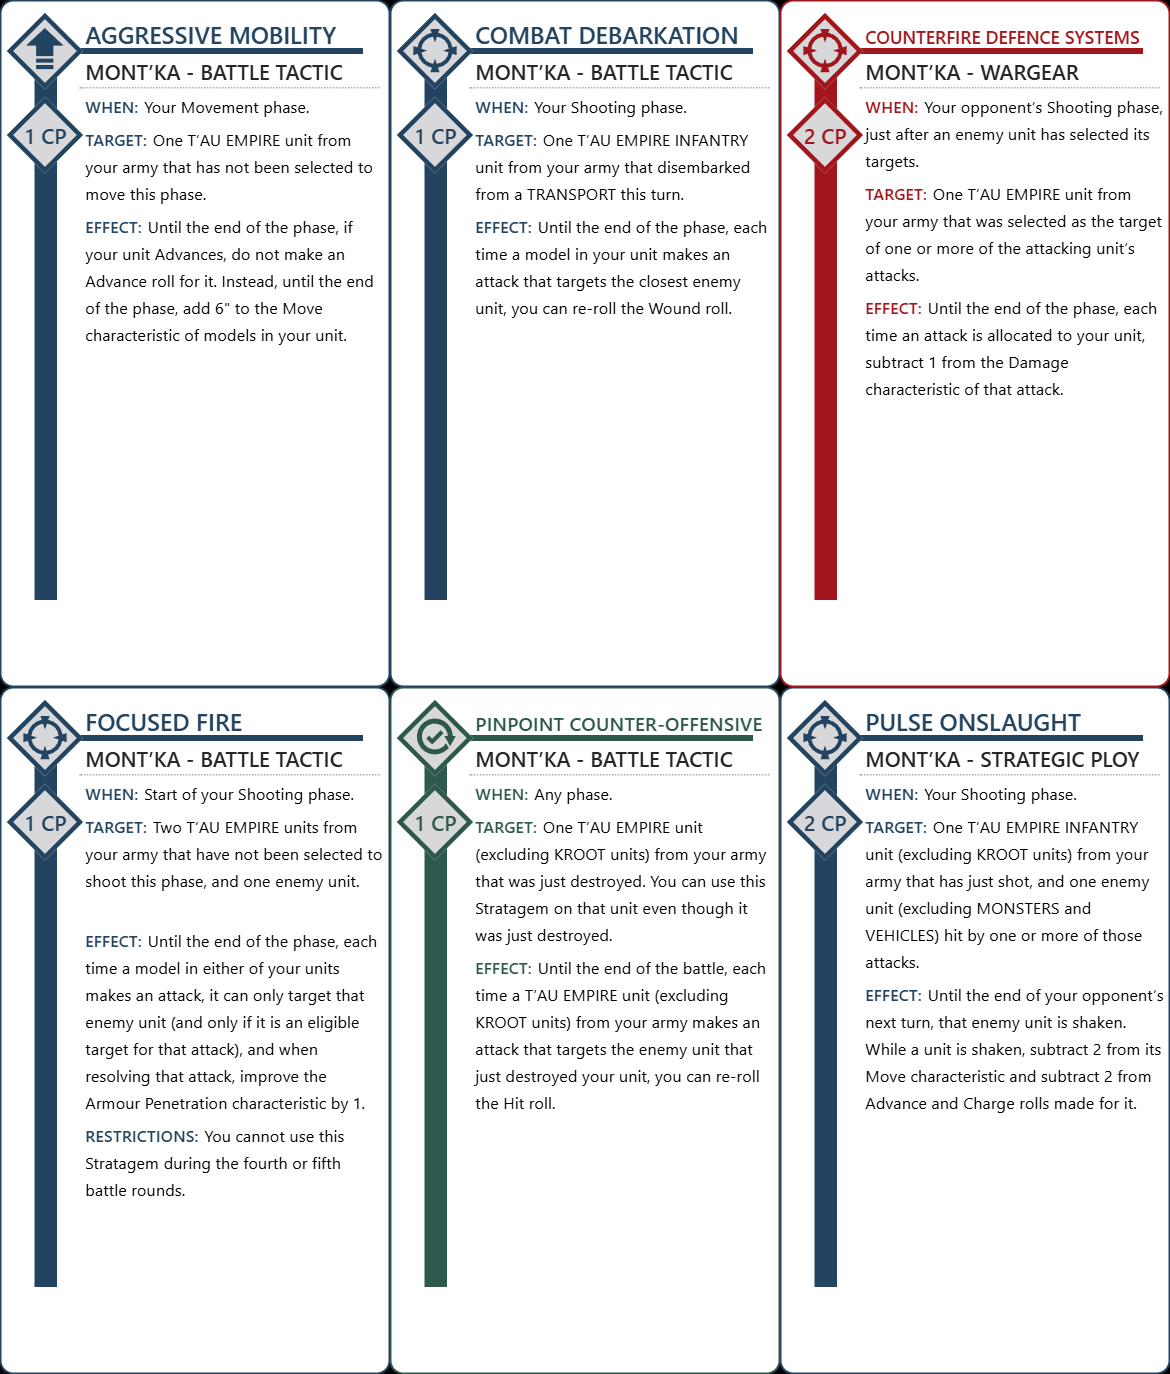 AGGRESSIVE MOBILITY
MONT’KA - BATTLE TACTIC
1 CP
WHEN: Your Movement phase.
TARGET: One T’AU EMPIRE unit from
your army that has not been selected to
move this phase.
EFFECT: Until the end of the phase, if
your unit Advances, do not make an
Advance roll for it. Instead, until the end
of the phase, add 6" to the Move
characteristic of models in your unit.
COMBAT DEBARKATION
MONT’KA - BATTLE TACTIC
1 CP
WHEN: Your Shooting phase.
TARGET: One T’AU EMPIRE INFANTRY
unit from your army that disembarked
from a TRANSPORT this turn.
EFFECT: Until the end of the phase, each
time a model in your unit makes an
attack that targets the closest enemy
unit, you can re-roll the Wound roll.
COUNTERFIRE DEFENCE SYSTEMS
MONT’KA - WARGEAR
2 CP
WHEN: Your opponent’s Shooting phase,
just after an enemy unit has selected its
targets.
TARGET: One T’AU EMPIRE unit from
your army that was selected as the target
of one or more of the attacking unit’s
attacks.
EFFECT: Until the end of the phase, each
time an attack is allocated to your unit,
subtract 1 from the Damage
characteristic of that attack.
FOCUSED FIRE
MONT’KA - BATTLE TACTIC
1 CP
WHEN: Start of your Shooting phase.
TARGET: Two T’AU EMPIRE units from
your army that have not been selected to
shoot this phase, and one enemy unit.
EFFECT: Until the end of the phase, each
time a model in either of your units
makes an attack, it can only target that
enemy unit (and only if it is an eligible
target for that attack), and when
resolving that attack, improve the
Armour Penetration characteristic by 1.
RESTRICTIONS: You cannot use this
Stratagem during the fourth or fifth
battle rounds.
PINPOINT COUNTER-OFFENSIVE
MONT’KA - BATTLE TACTIC
1 CP
WHEN: Any phase.
TARGET: One T’AU EMPIRE unit
(excluding KROOT units) from your army
that was just destroyed. You can use this
Stratagem on that unit even though it
was just destroyed.
EFFECT: Until the end of the battle, each
time a T’AU EMPIRE unit (excluding
KROOT units) from your army makes an
attack that targets the enemy unit that
just destroyed your unit, you can re-roll
the Hit roll.
PULSE ONSLAUGHT
MONT’KA - STRATEGIC PLOY
2 CP
WHEN: Your Shooting phase.
TARGET: One T’AU EMPIRE INFANTRY
unit (excluding KROOT units) from your
army that has just shot, and one enemy
unit (excluding MONSTERS and
VEHICLES) hit by one or more of those
attacks.
EFFECT: Until the end of your opponent’s
next turn, that enemy unit is shaken.
While a unit is shaken, subtract 2 from its
Move characteristic and subtract 2 from
Advance and Charge rolls made for it.